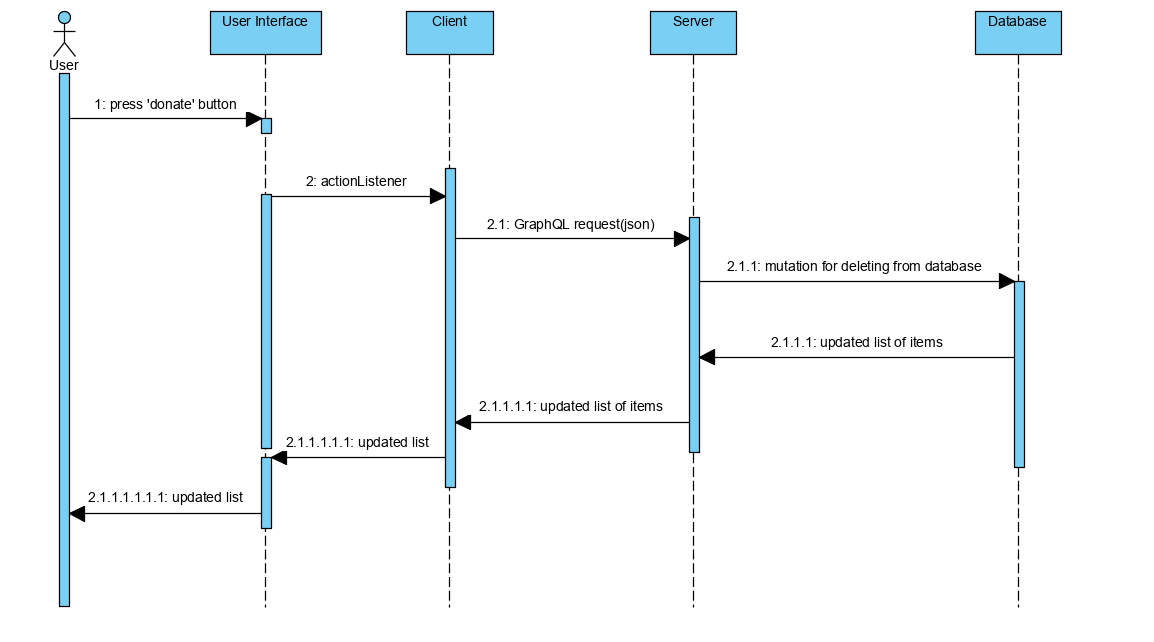 User Interface
Client
Server
Database
User
1: press 'donate' button
2: actionListener
2.1: GraphQL request(json)
2.1.1: mutation for deleting from database
2.1.1.1: updated list of items
2.1.1.1.1: updated list of items
2.1.1.1.1.1: updated list
2.1.1.1.1.1.1: updated list